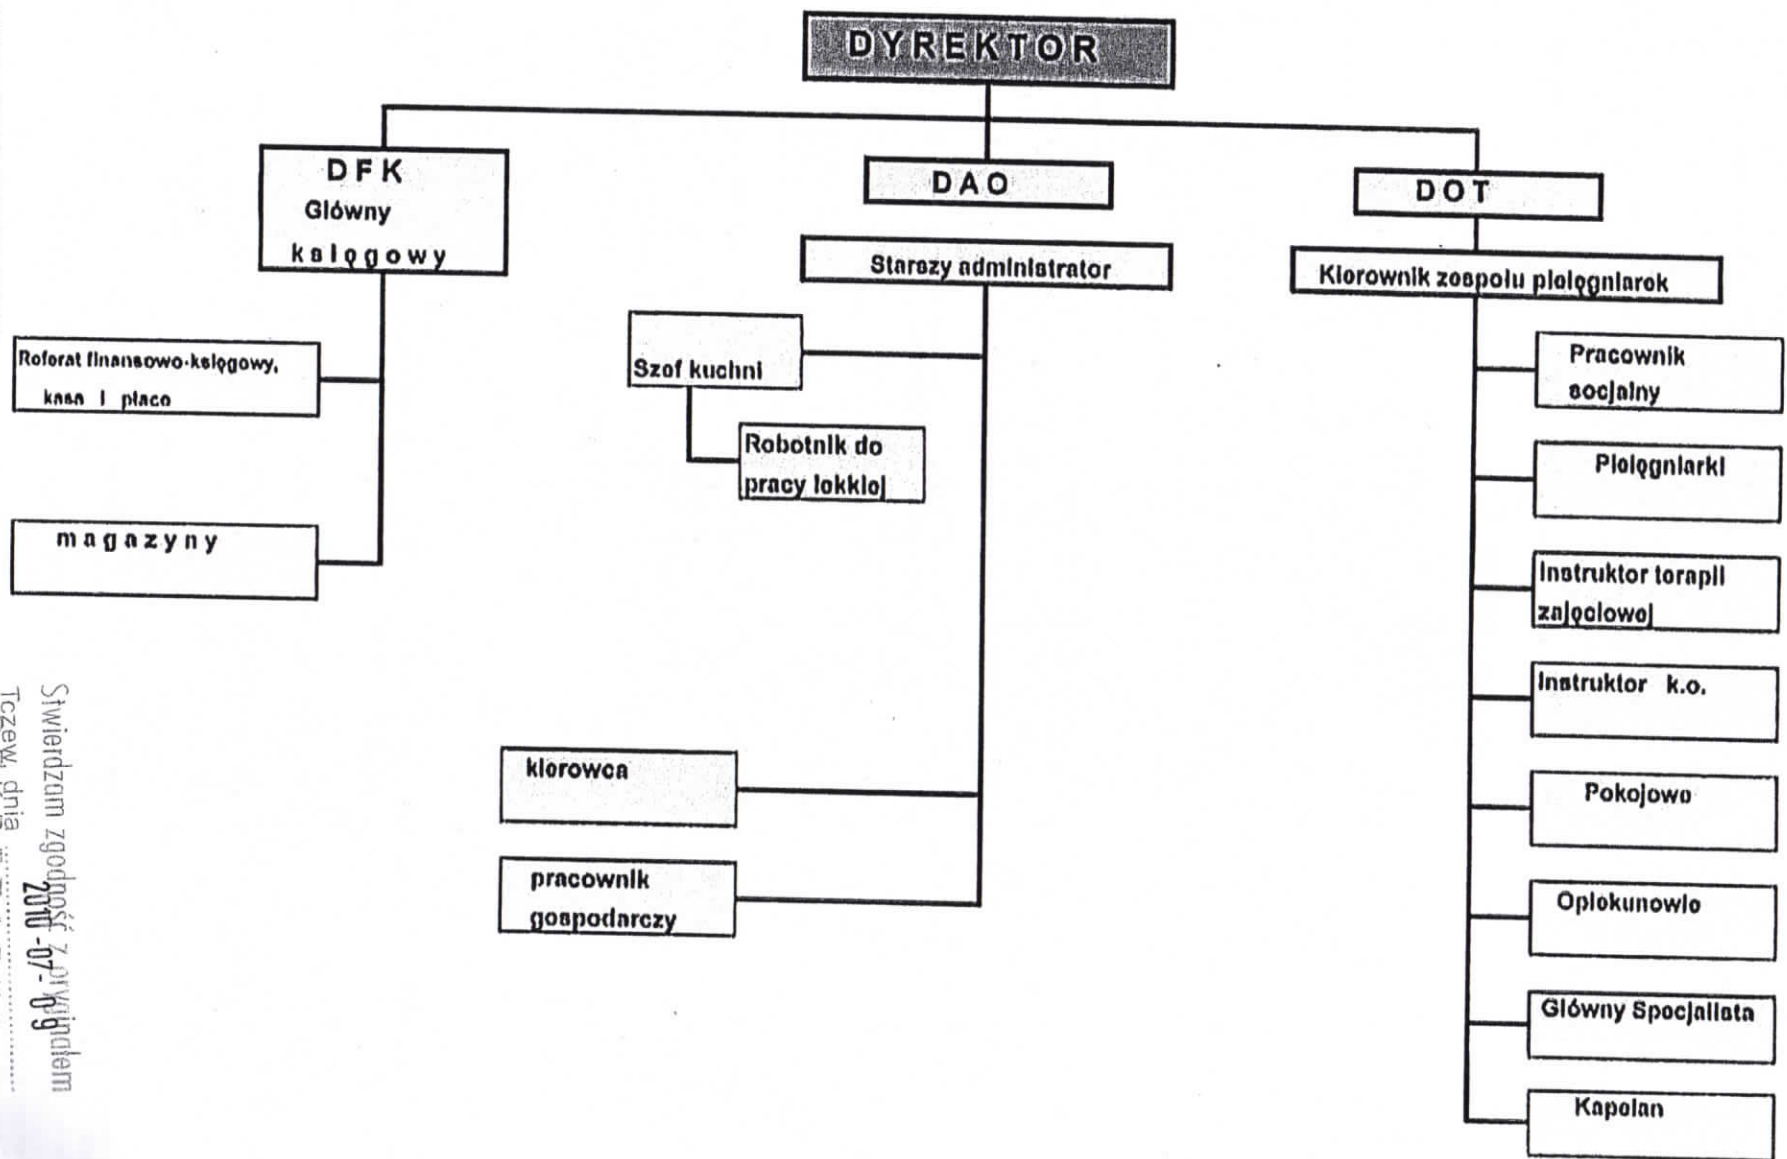 DYREKTOR
DFK
Główny
księgowy
DAO
DOT
Starszy administrator
Kierownik zespołu pielęgniarek
Referat finansowo-księgowy,
kasa i płace
magazyny
Szef kuchni
Robotnik do
pracy lekkiej
kierowca
pracownik
gospodarczy
Pracownik
socjalny
Pielęgniarki
Instruktor terapii
zajęciowej
Instruktor k.o.
Pokojowe
Opiekunowie
Główny Specjalista
Kapelan
Stwierdzam zgodność z oryginałem
2010-07-09
Tczew, dnia